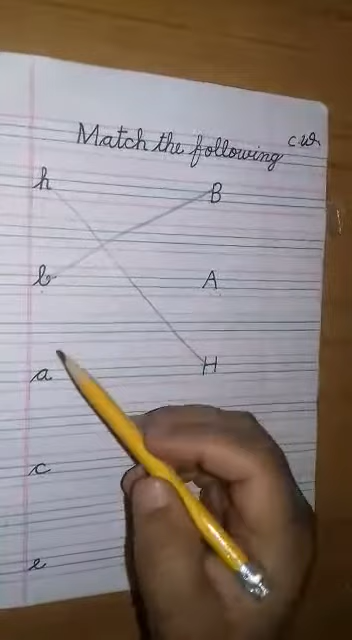 Match the following
c.w
h B
b A
a H
c
e